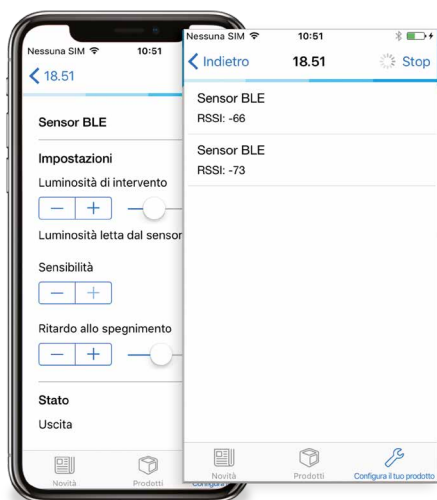 Nessuna SIM 10:51
18.51
Sensor BLE
Impostazioni
Luminosità di intervento
Luminosità letta dal sensor
Sensibilità
Ritardo allo spegnimento
Stato
Uscita
Novità Prodotti Configura
Nessuna SIM 10:51
Indietro 18.51 Stop
Sensor BLE
RSSI: -66
Sensor BLE
RSSI: -73
Novità Prodotti Configura il tuo prodotto